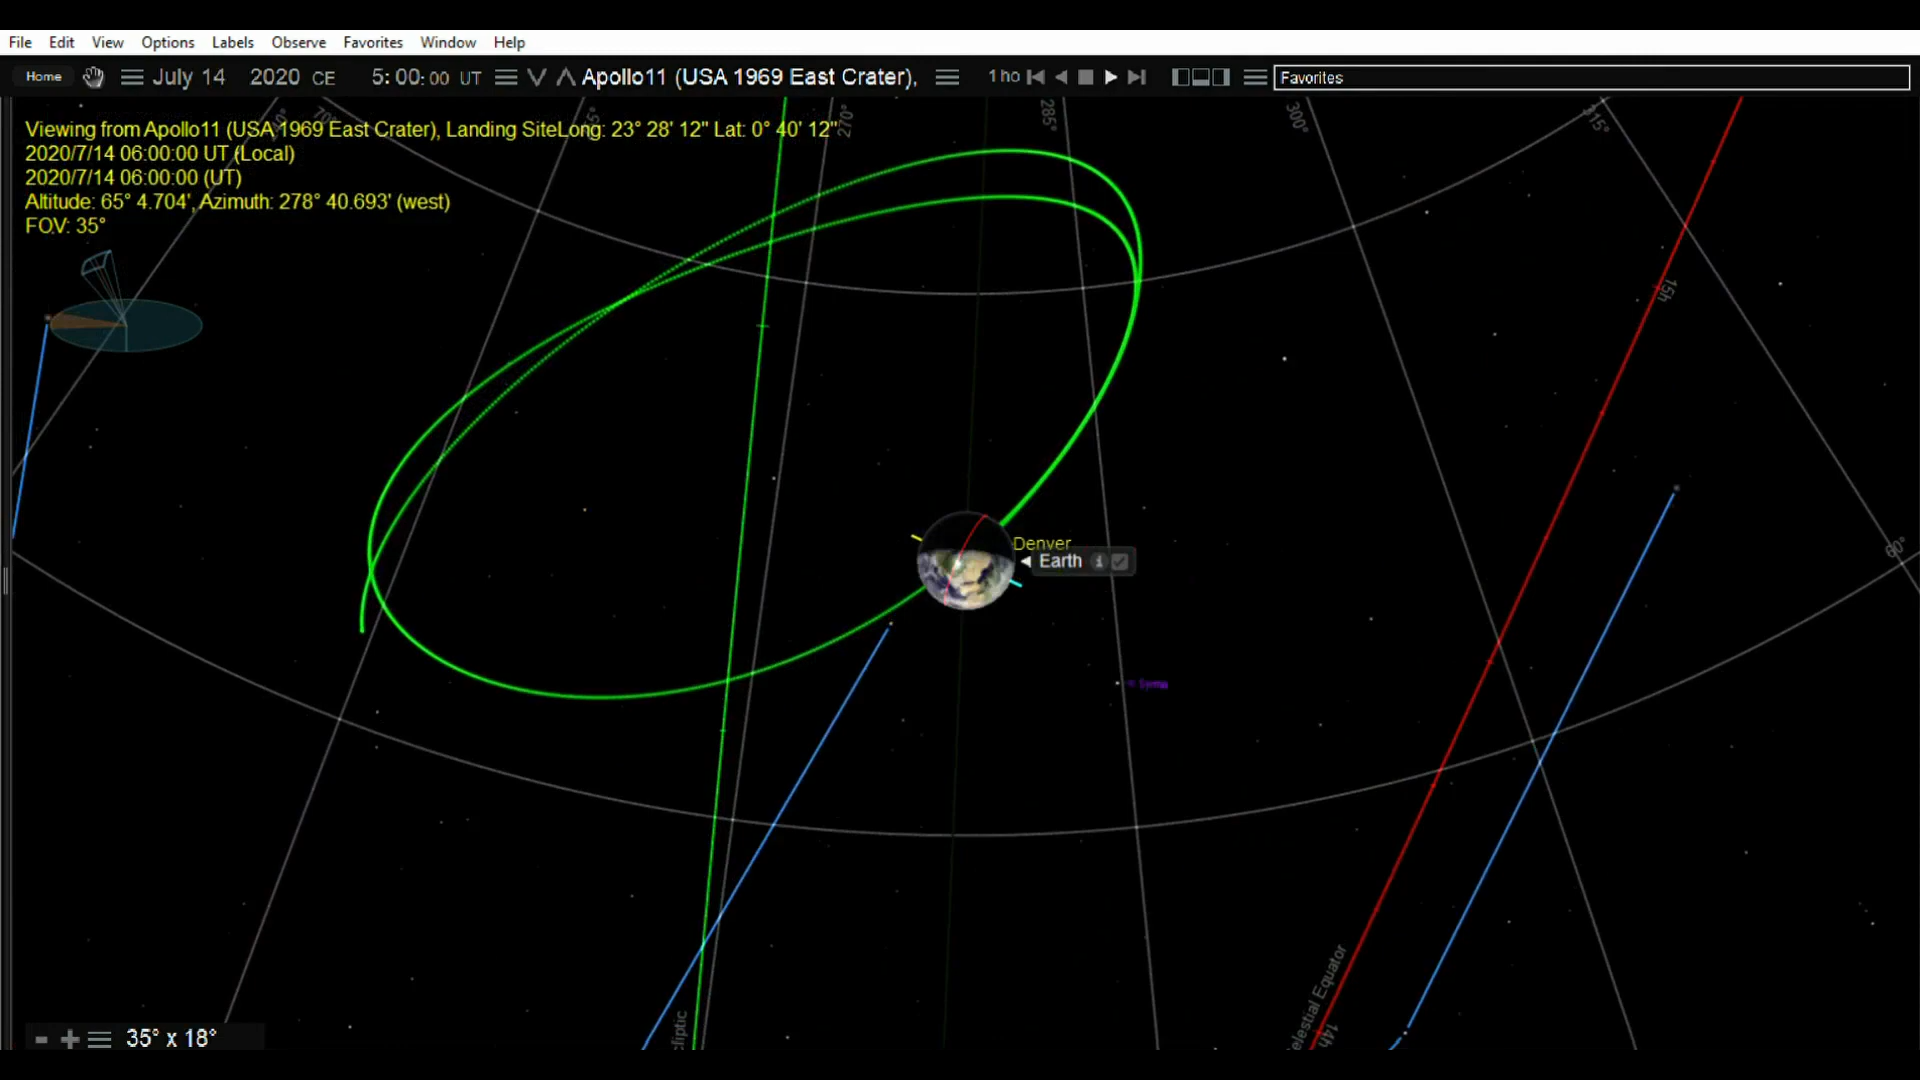 File Edit View Options Labels Observe Favorites Window Help
Home July 14 2020 CE 5:00:00 UT Apollo11 (USA 1969 East Crater), 1 ho Favorites
70° 270° 285° 300° 315°
Viewing from Apollo11 (USA 1969 East Crater), Landing SiteLong: 23° 28' 12" Lat: 0° 40' 12"
2020/7/14 06:00:00 UT (Local)
2020/7/14 06:00:00 (UT)
Altitude: 65° 4.704', Azimuth: 278° 40.693' (west)
FOV: 35°
15h
Denver
Earth
60°
Syrma
elestial Equator
14h
cliptic
35° x 18°